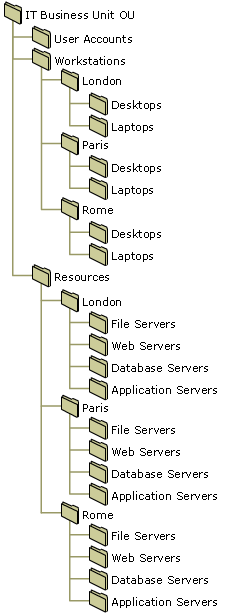 IT Business Unit OU
User Accounts
Workstations
London
Desktops
Laptops
Paris
Desktops
Laptops
Rome
Desktops
Laptops
Resources
London
File Servers
Web Servers
Database Servers
Application Servers
Paris
File Servers
Web Servers
Database Servers
Application Servers
Rome
File Servers
Web Servers
Database Servers
Application Servers